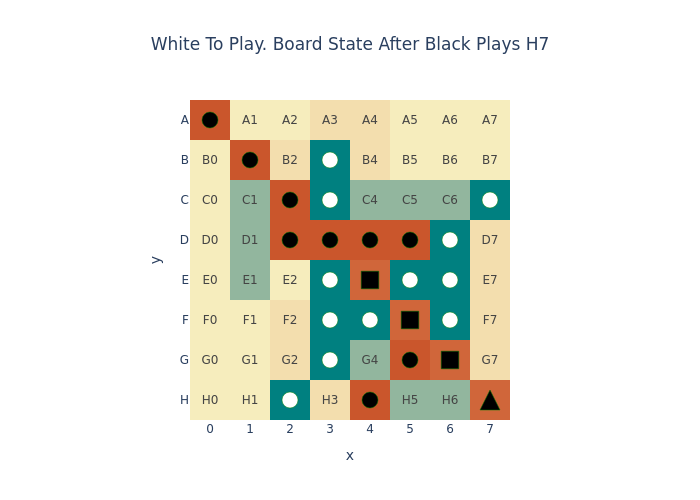 White To Play. Board State After Black Plays H7
A A1 A2 A3 A4 A5 A6 A7
B B0 B2 B4 B5 B6 B7
C C0 C1 C4 C5 C6
D D0 D1 D7
E E0 E1 E2 E7
F F0 F1 F2 F7
G G0 G1 G2 G4 G7
H H0 H1 H3 H5 H6
0 1 2 3 4 5 6 7
x
y